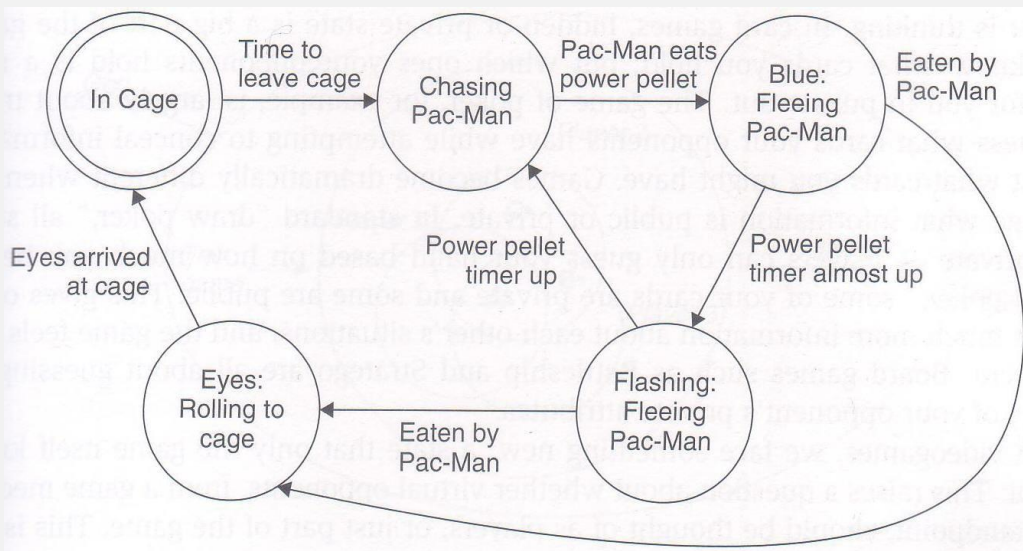 In Cage
Time to
leave cage
Chasing
Pac-Man
Pac-Man eats
power pellet
Blue:
Fleeing
Pac-Man
Eaten by
Pac-Man
Eyes arrived
at cage
Power pellet
timer up
Power pellet
timer almost up
Eyes:
Rolling to
cage
Eaten by
Pac-Man
Flashing:
Fleeing
Pac-Man